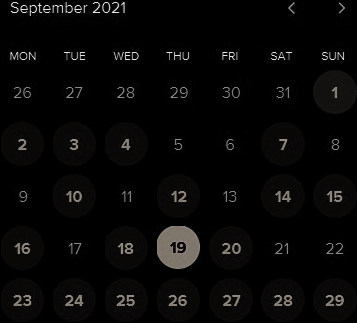 September 2021
MON TUE WED THU FRI SAT SUN
26 27 28 29 30 31 1
2 3 4 5 6 7 8
9 10 11 12 13 14 15
16 17 18 19 20 21 22
23 24 25 26 27 28 29